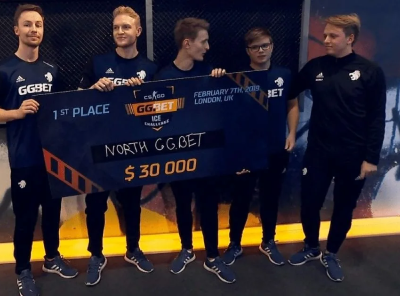 GGBET
GGBET
1ST PLACE
CS:GO
GGBET
ICE
CHALLENGE
FEBRUARY 7TH, 2019
LONDON, UK
NORTH GG.BET
$ 30 000